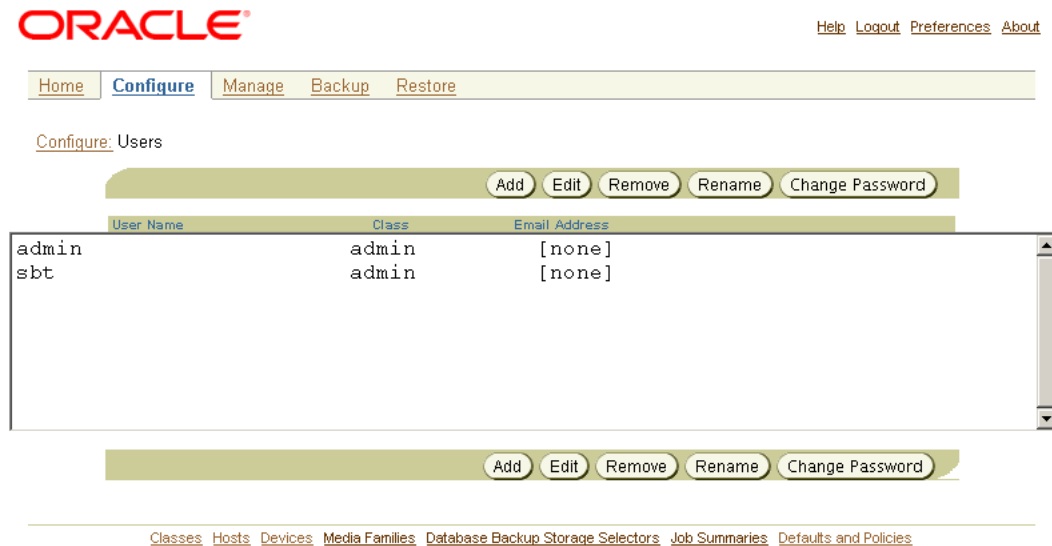 ORACLE®
Help Logout Preferences About
Home Configure Manage Backup Restore
Configure: Users
Add Edit Remove Rename Change Password
User Name Class Email Address
admin admin [none]
sbt admin [none]
Add Edit Remove Rename Change Password
Classes Hosts Devices Media Families Database Backup Storage Selectors Job Summaries Defaults and Policies